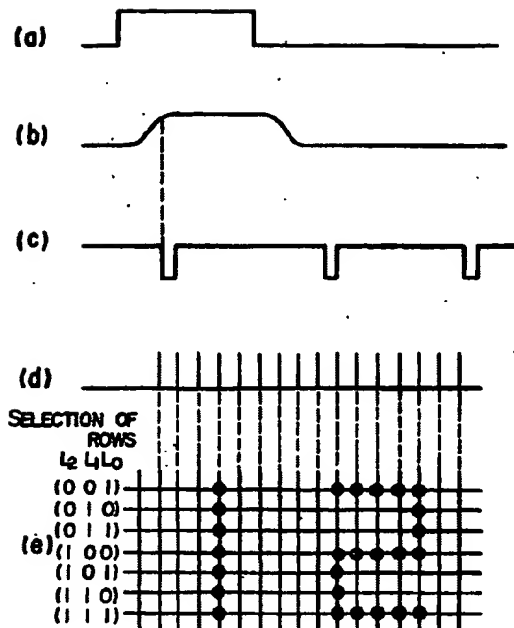 (a)
(b)
(c)
(d)
SELECTION OF
ROWS
L2 L1 L0
(0 0 1)
(0 1 0)
(0 1 1)
(e) (1 0 0)
(1 0 1)
(1 1 0)
(1 1 1)